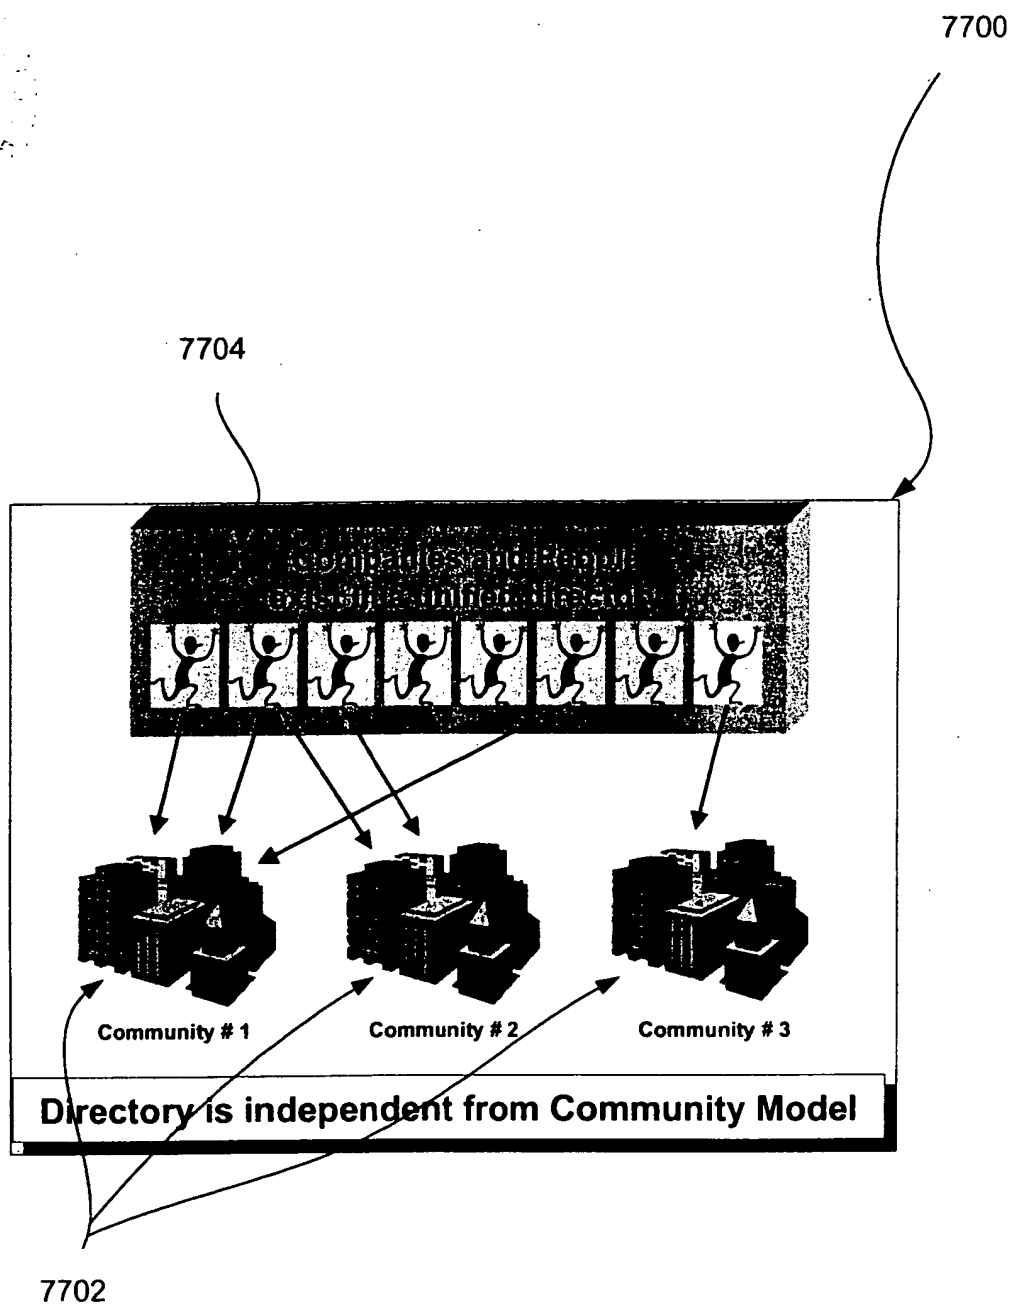 7700
7704
Companies and People
exist in a unified directory
Community # 1
Community # 2
Community # 3
Directory is independent from Community Model
7702